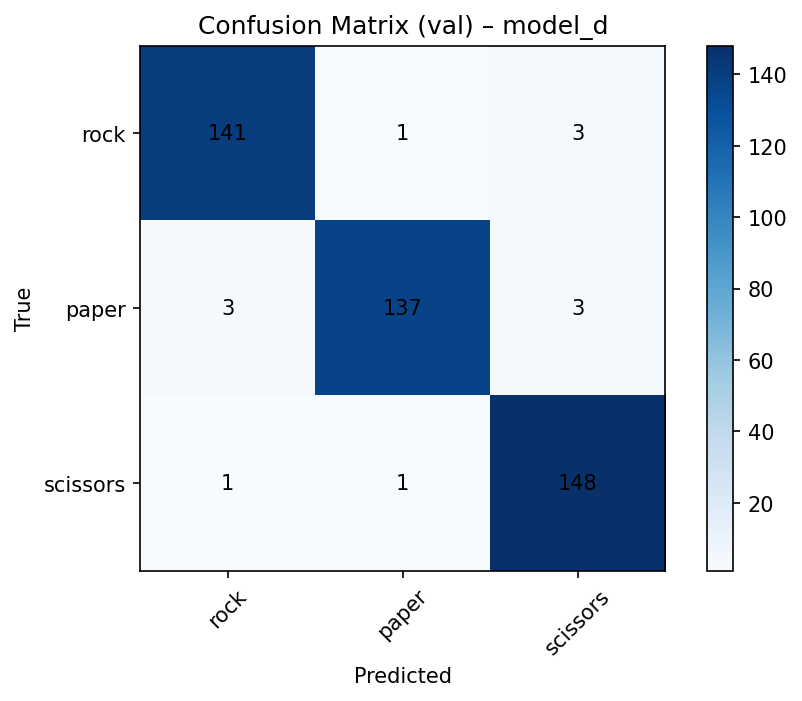 Confusion Matrix (val) – model_d
rock 141 1 3
paper 3 137 3
scissors 1 1 148
rock paper scissors
Predicted
True
140
120
100
80
60
40
20